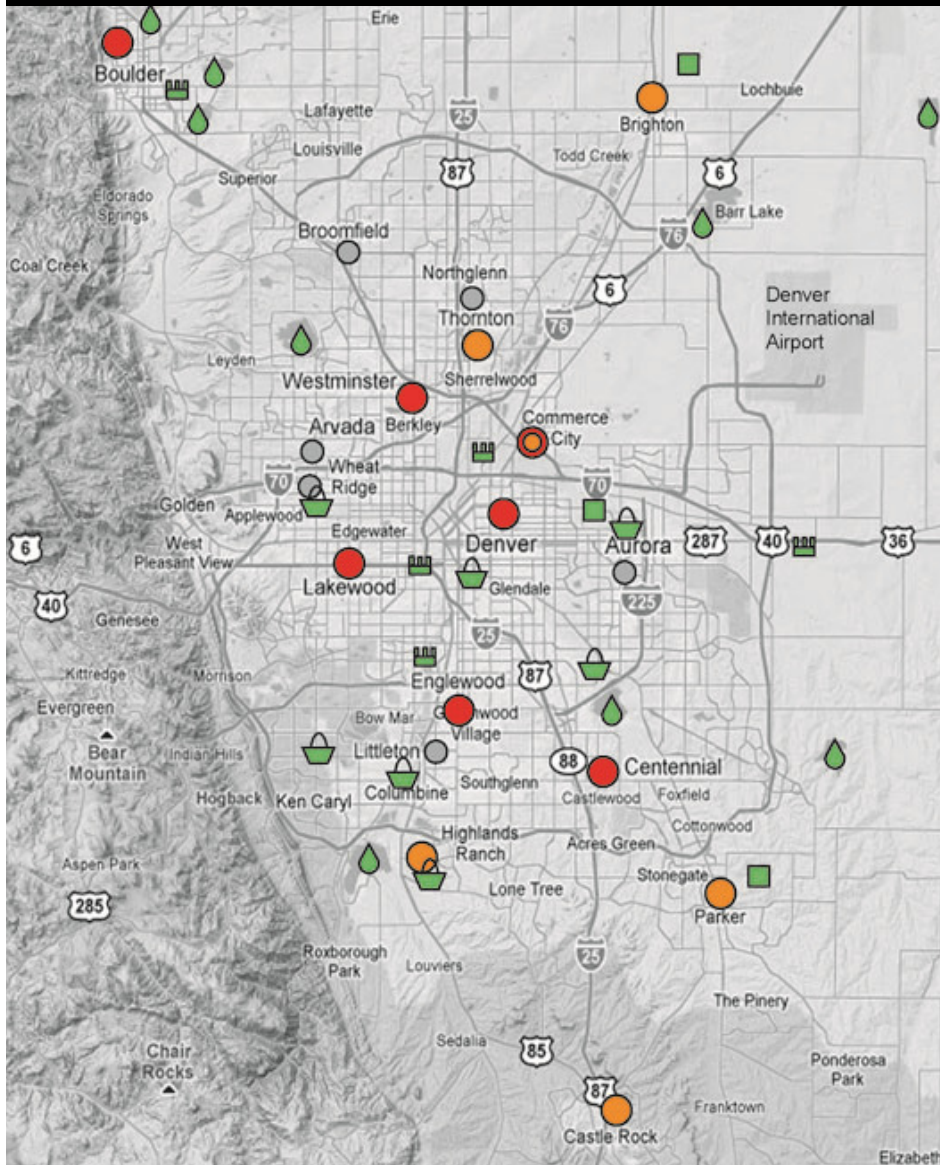 Erie
Boulder
Lochbuie
Lafayette
25
Brighton
Louisville
Todd Creek
87
6
Superior
Eldorado
Springs
Barr Lake
Broomfield
76
Coal Creek
Northglenn
6
Denver
International
Airport
Thornton
76
Leyden
Sherrelwood
Westminster
Berkley
Commerce
City
Arvada
Wheat
Ridge
70
70
Golden
Applewood
Edgewater
West
Pleasant View
Denver
Aurora
287
40
36
6
Lakewood
Glendale
40
Genesee
225
25
Kittredge
Morrison
87
Englewood
Evergreen
Bow Mar
Greenwood
Village
Bear
Mountain
Indian Hills
Littleton
88
Centennial
Southglenn
Hogback
Ken Caryl
Columbine
Castlewood
Foxfield
Cottonwood
Highlands
Ranch
Acres Green
Aspen Park
Stonegate
Lone Tree
285
Parker
Roxborough
Park
Louviers
25
The Pinery
Sedalia
85
Chair
Rocks
Ponderosa
Park
87
Franktown
Castle Rock
Elizabeth